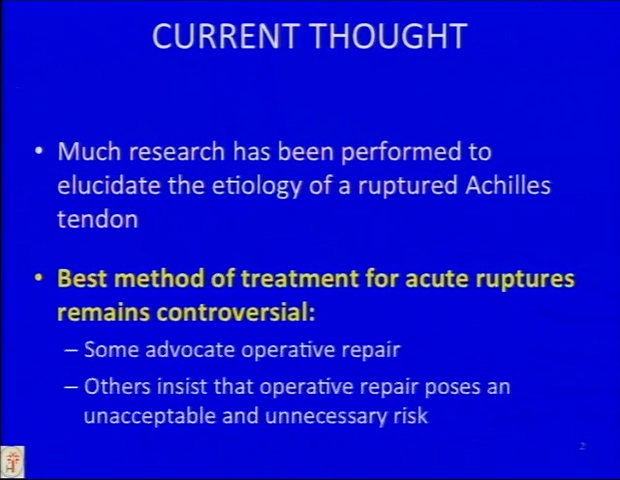 CURRENT THOUGHT
• Much research has been performed to
elucidate the etiology of a ruptured Achilles
tendon
• Best method of treatment for acute ruptures
remains controversial:
– Some advocate operative repair
– Others insist that operative repair poses an
unacceptable and unnecessary risk
2